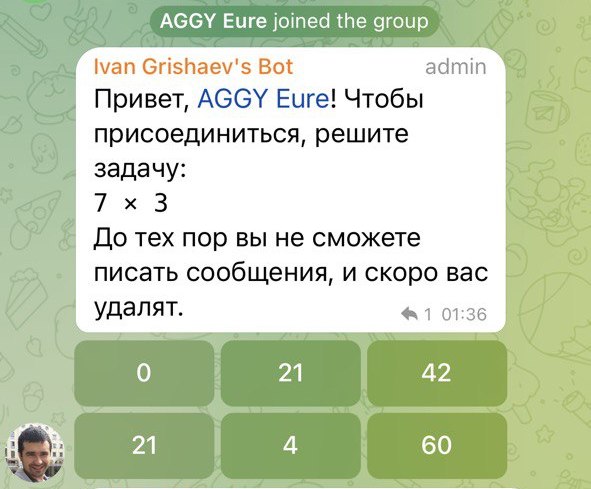 AGGY Eure joined the group
Ivan Grishaev's Bot admin
Привет, AGGY Eure! Чтобы
присоединиться, решите
задачу:
7 × 3
До тех пор вы не сможете
писать сообщения, и скоро вас
удалят.
1 01:36
0 21 42
21 4 60